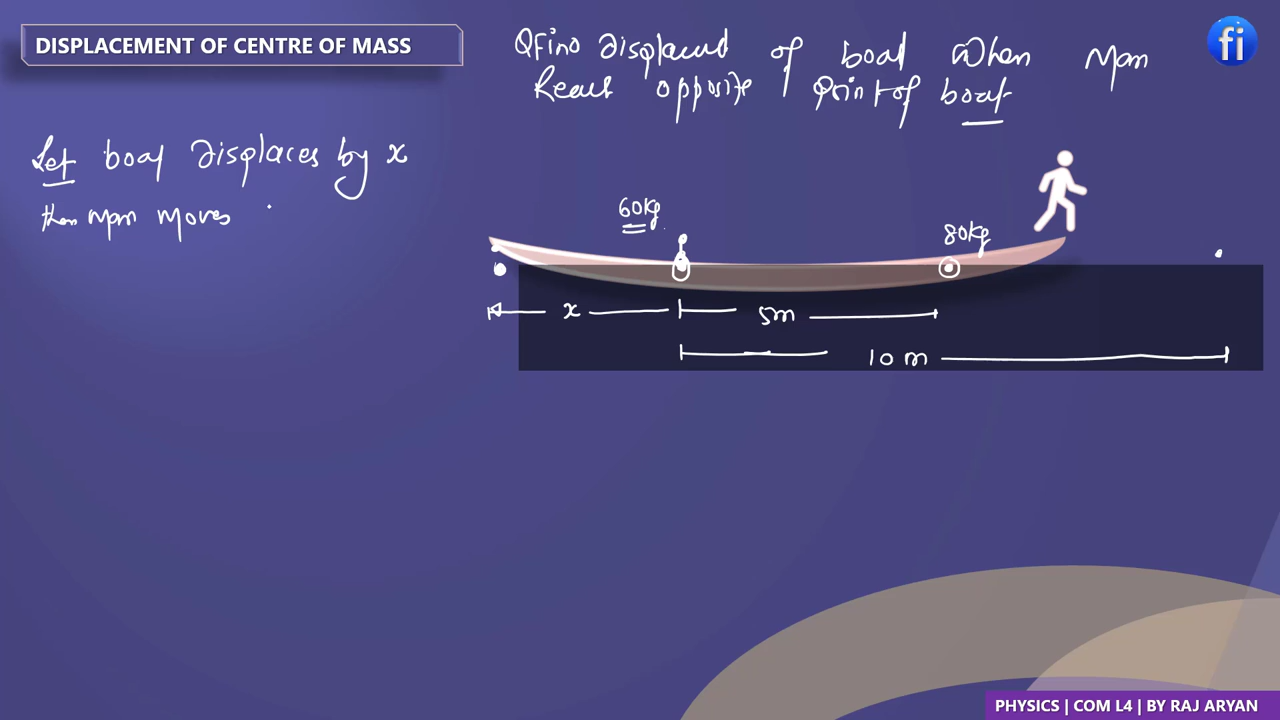 DISPLACEMENT OF CENTRE OF MASS
fi
Q Find displacement of boat when Man
Reach opposite point of boat
Let boat displaces by x
then Man moves
60kg
80kg
x
5m
10 m
PHYSICS | COM L4 | BY RAJ ARYAN